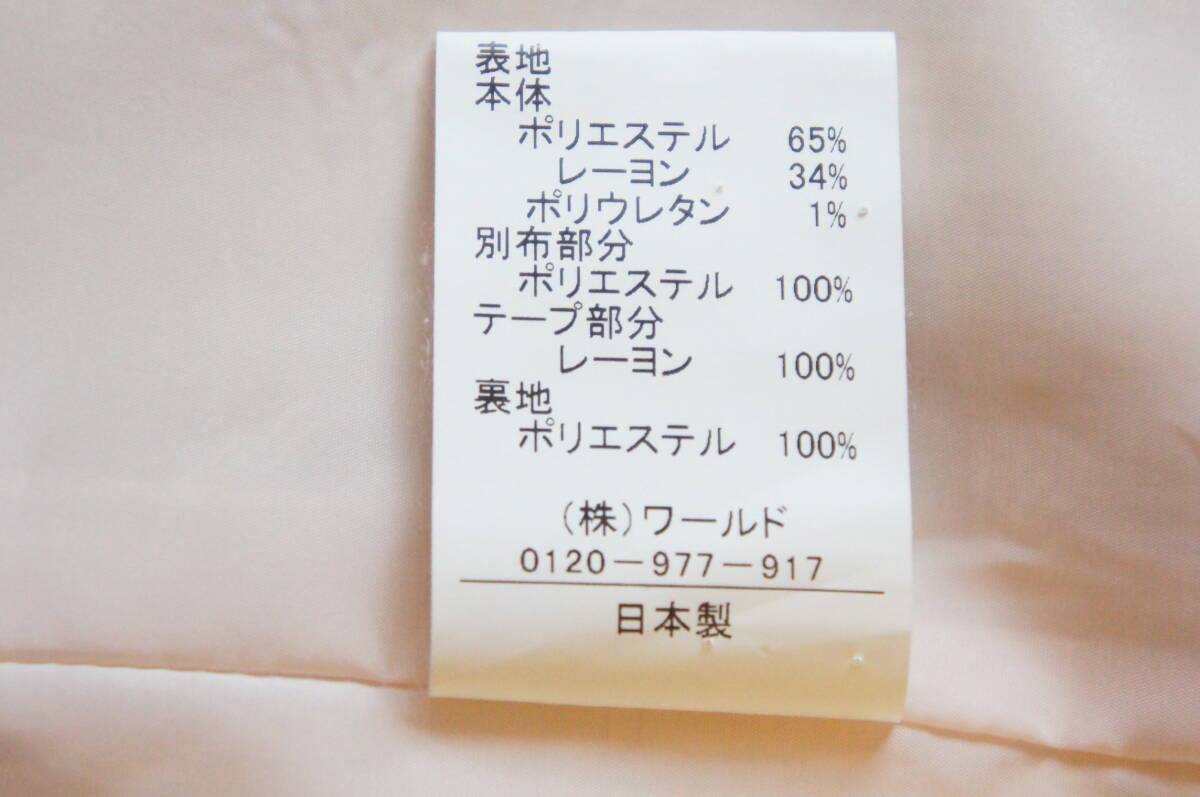 表地
本体
ポリエステル 65%
レーヨン 34%
ポリウレタン 1%
別布部分
ポリエステル 100%
テープ部分
レーヨン 100%
裏地
ポリエステル 100%
(株)ワールド
0120-977-917
日本製